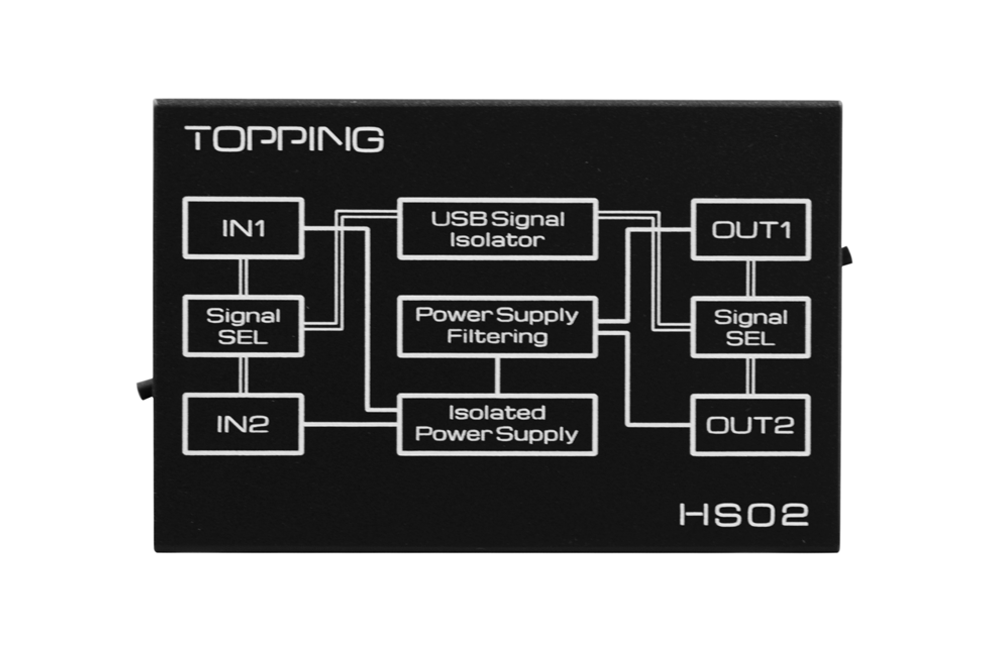 TOPPING
IN1
USB Signal
Isolator
OUT1
Signal
SEL
Power Supply
Filtering
Signal
SEL
IN2
Isolated
Power Supply
OUT2
HS02